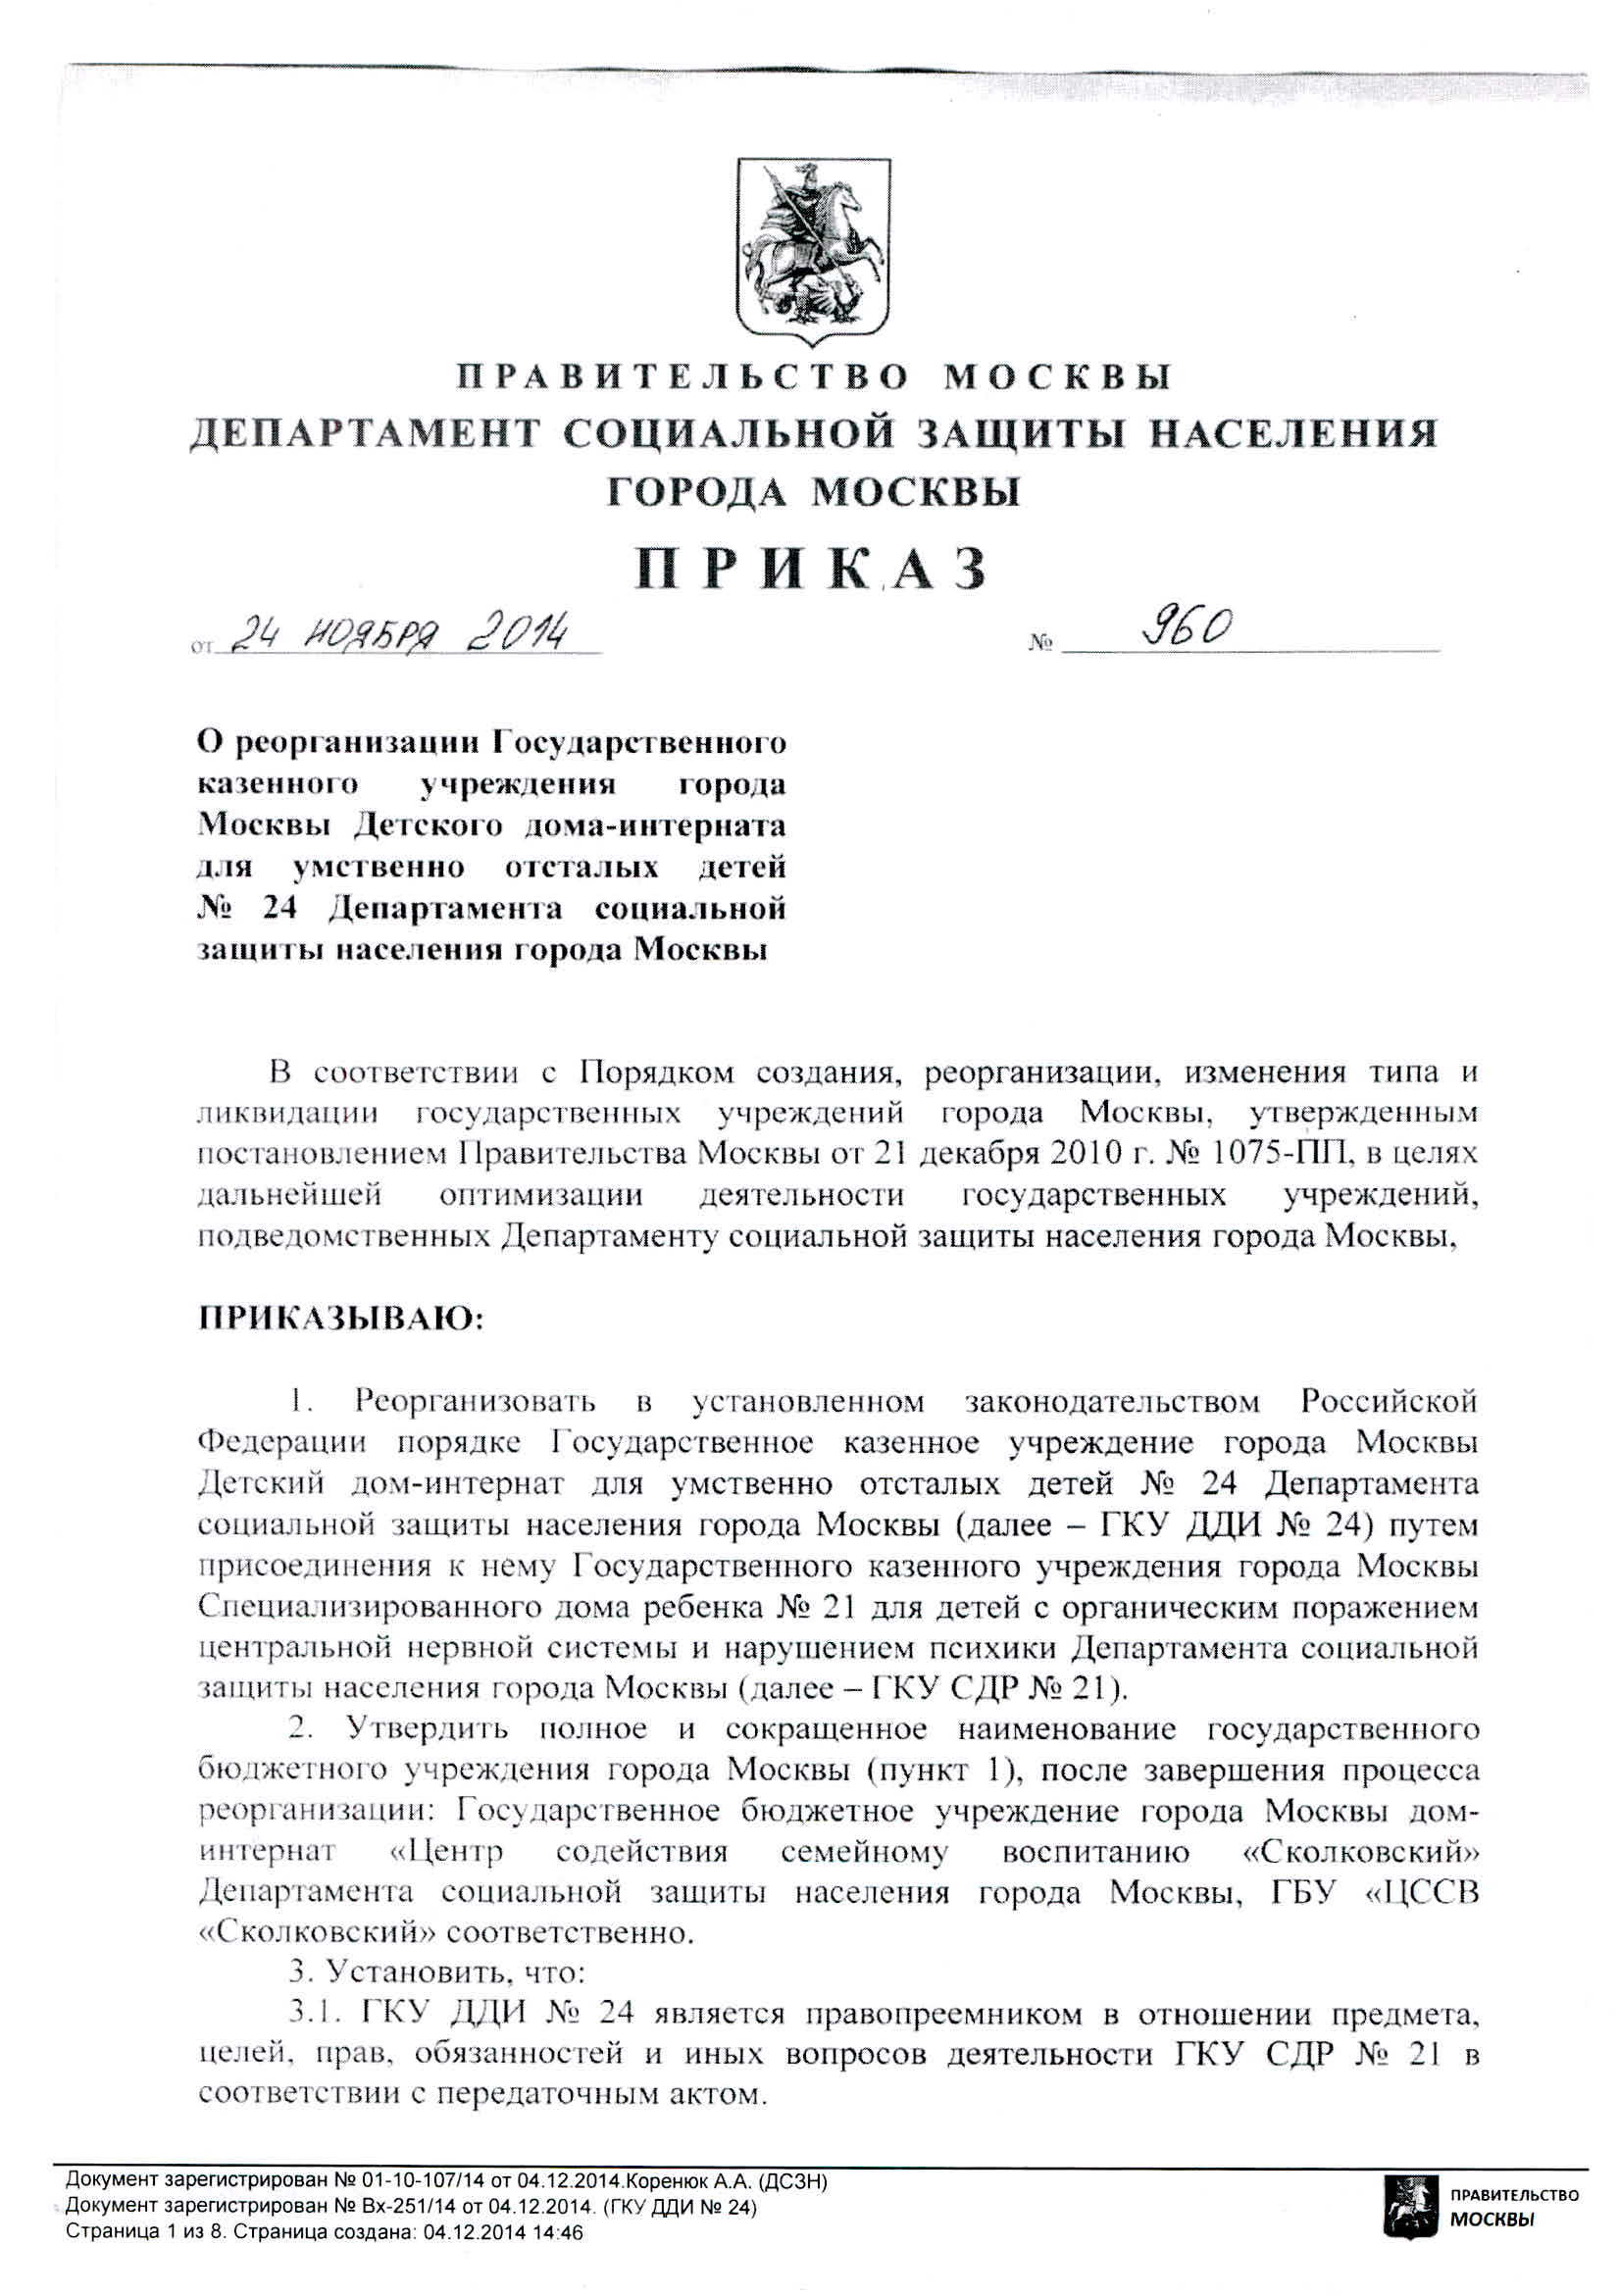 ПРАВИТЕЛЬСТВО МОСКВЫ
ДЕПАРТАМЕНТ СОЦИАЛЬНОЙ ЗАЩИТЫ НАСЕЛЕНИЯ
ГОРОДА МОСКВЫ
ПРИКАЗ
от 24 НОЯБРЯ 2014 № 960
О реорганизации Государственного
казенного учреждения города
Москвы Детского дома-интерната
для умственно отсталых детей
№ 24 Департамента социальной
защиты населения города Москвы
В соответствии с Порядком создания, реорганизации, изменения типа и
ликвидации государственных учреждений города Москвы, утвержденным
постановлением Правительства Москвы от 21 декабря 2010 г. № 1075-ПП, в целях
дальнейшей оптимизации деятельности государственных учреждений,
подведомственных Департаменту социальной защиты населения города Москвы,
ПРИКАЗЫВАЮ:
1. Реорганизовать в установленном законодательством Российской
Федерации порядке Государственное казенное учреждение города Москвы
Детский дом-интернат для умственно отсталых детей № 24 Департамента
социальной защиты населения города Москвы (далее – ГКУ ДДИ № 24) путем
присоединения к нему Государственного казенного учреждения города Москвы
Специализированного дома ребенка № 21 для детей с органическим поражением
центральной нервной системы и нарушением психики Департамента социальной
защиты населения города Москвы (далее – ГКУ СДР № 21).
2. Утвердить полное и сокращенное наименование государственного
бюджетного учреждения города Москвы (пункт 1), после завершения процесса
реорганизации: Государственное бюджетное учреждение города Москвы дом-
интернат «Центр содействия семейному воспитанию «Сколковский»
Департамента социальной защиты населения города Москвы, ГБУ «ЦССВ
«Сколковский» соответственно.
3. Установить, что:
3.1. ГКУ ДДИ № 24 является правопреемником в отношении предмета,
целей, прав, обязанностей и иных вопросов деятельности ГКУ СДР № 21 в
соответствии с передаточным актом.
Документ зарегистрирован № 01-10-107/14 от 04.12.2014.Коренюк А.А. (ДСЗН)
Документ зарегистрирован № Вх-251/14 от 04.12.2014. (ГКУ ДДИ № 24)
Страница 1 из 8. Страница создана: 04.12.2014 14:46
ПРАВИТЕЛЬСТВО
МОСКВЫ